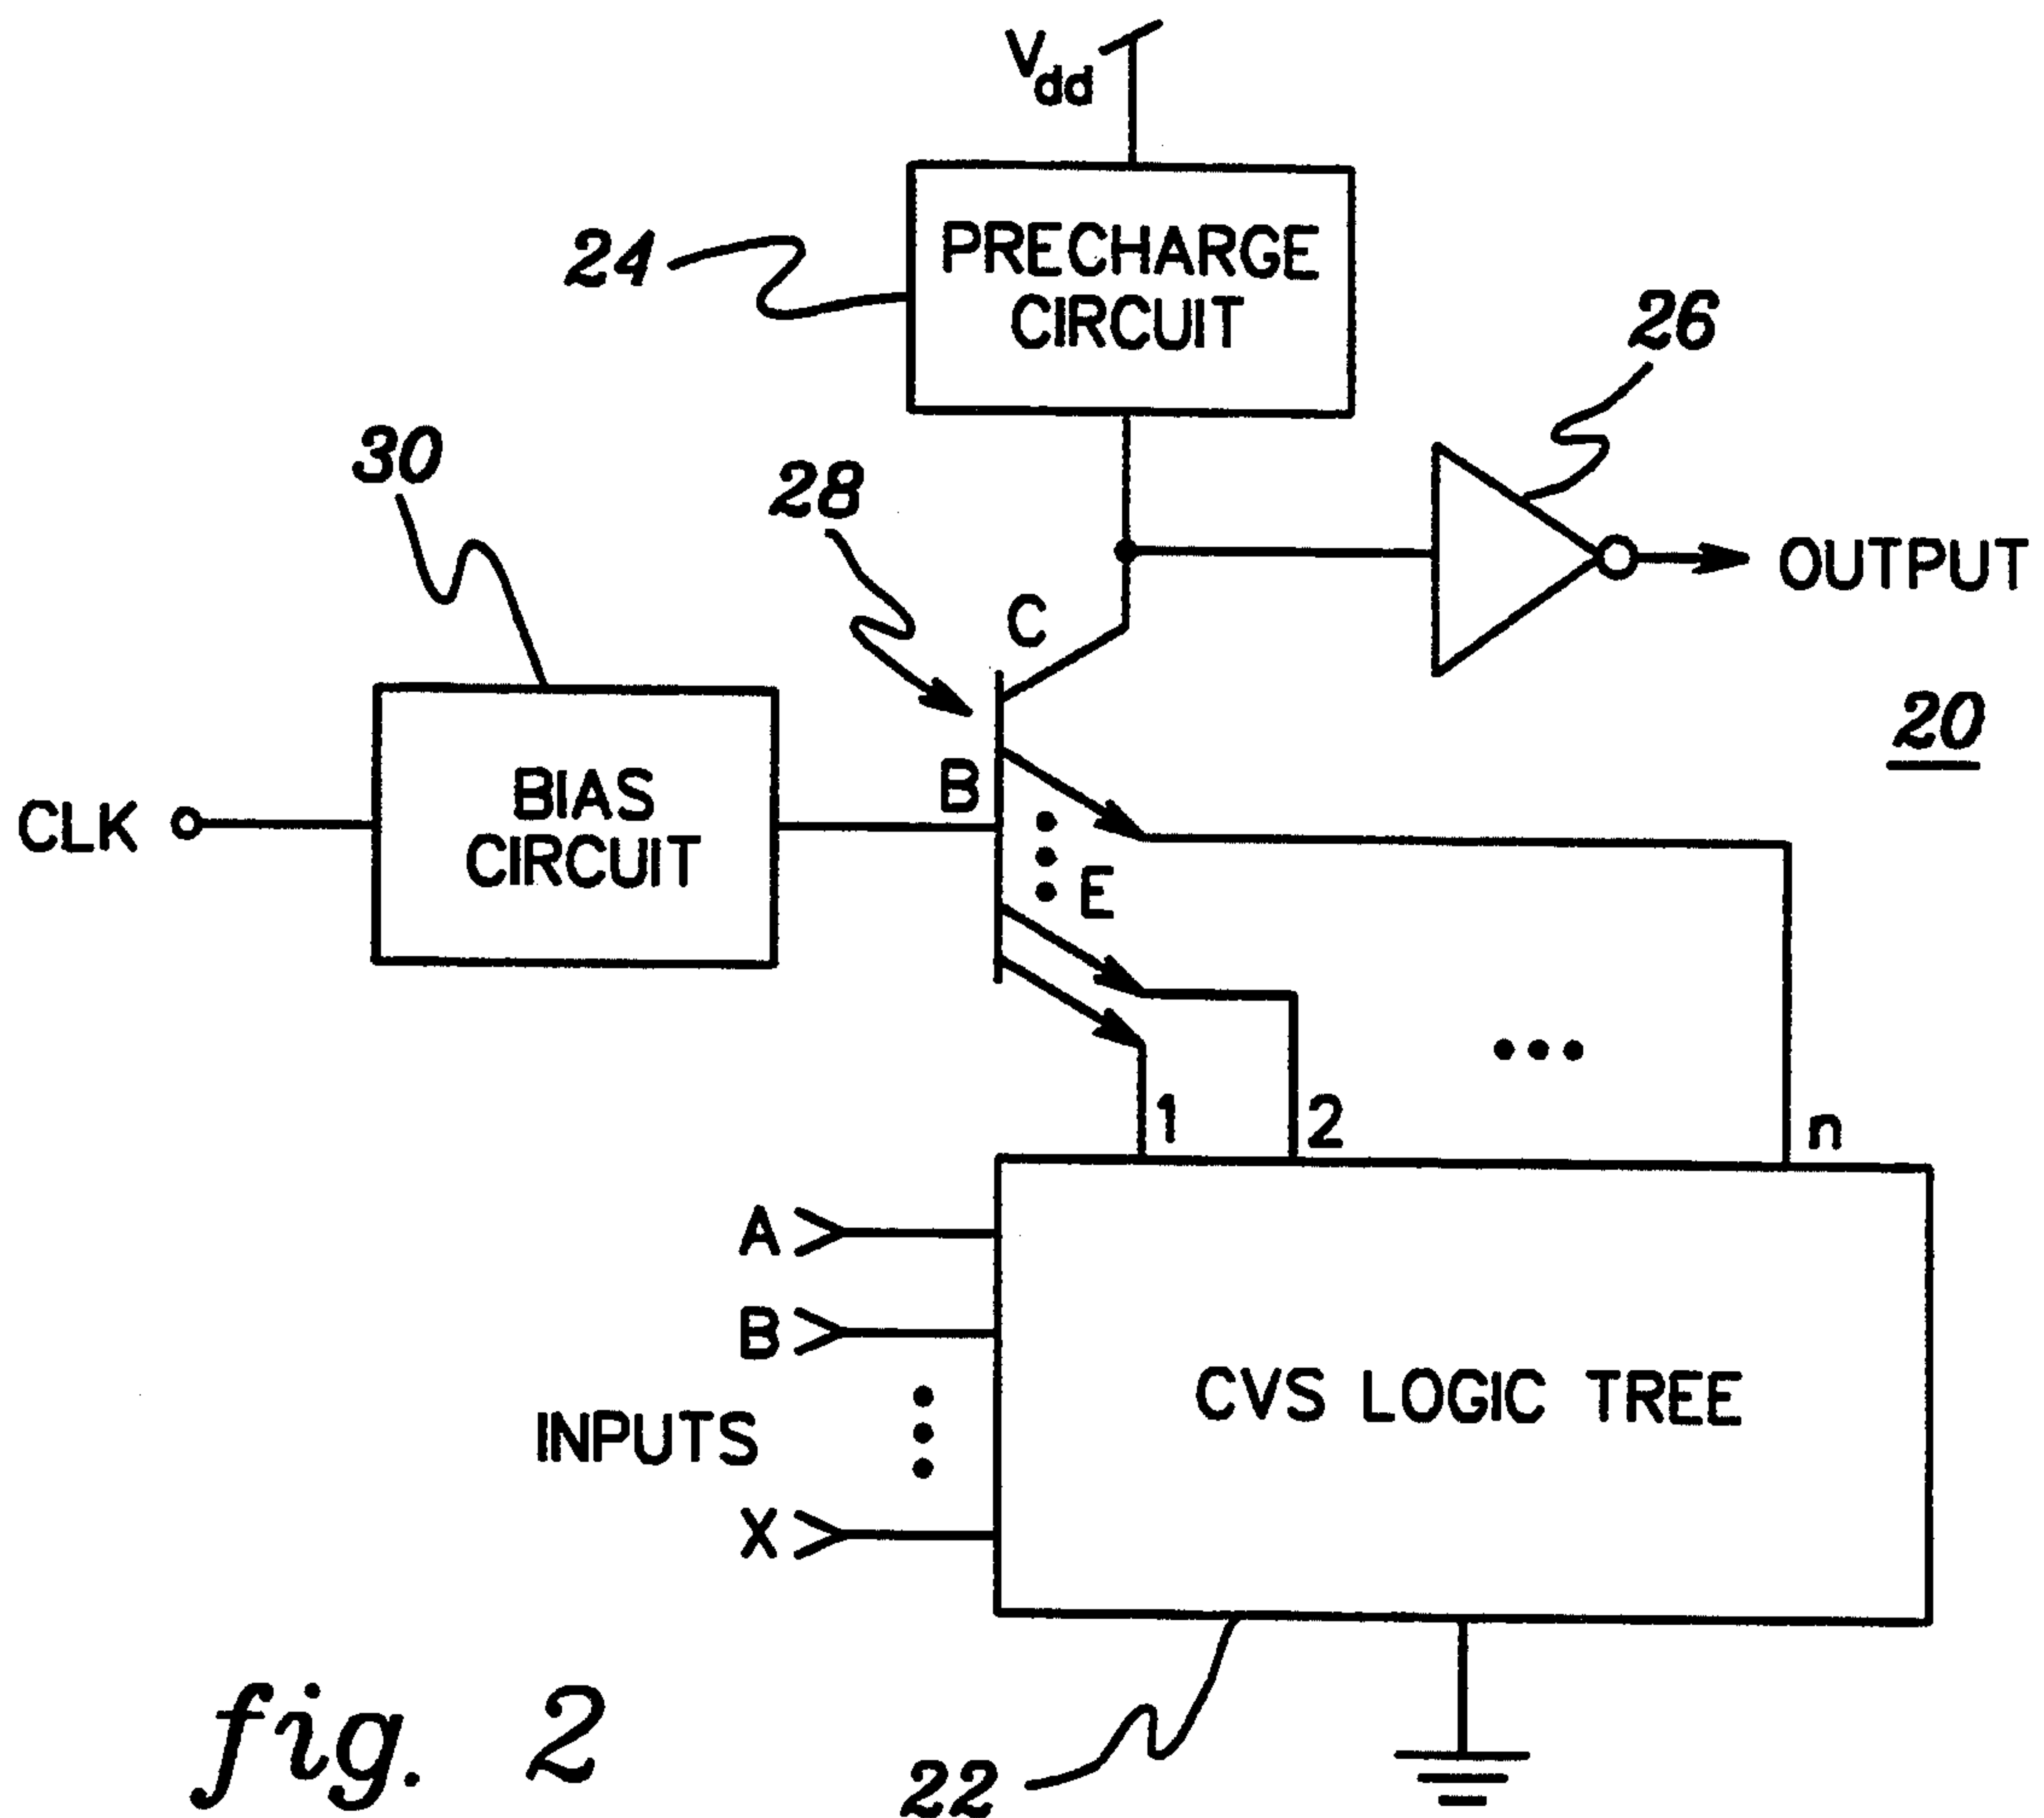 Vdd
24
PRECHARGE
CIRCUIT
26
30
28
OUTPUT
C
20
CLK
BIAS
CIRCUIT
B
E
1
2
n
A
B
INPUTS
X
CVS LOGIC TREE
22
fig. 2